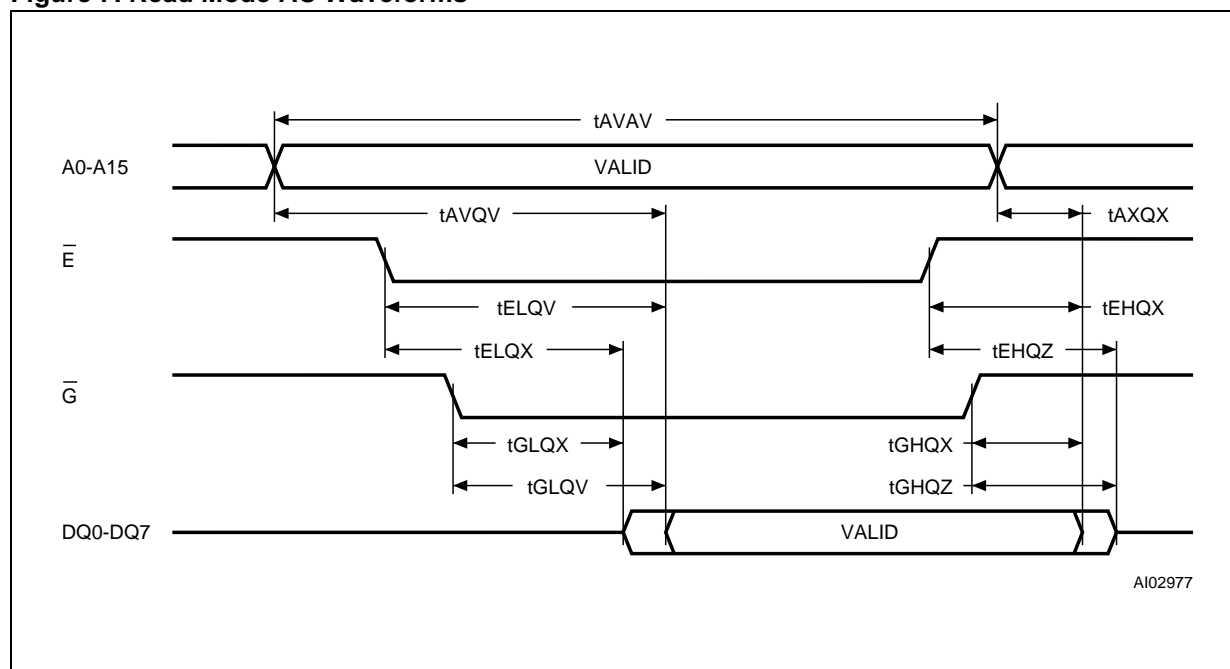 Figure Read Mode AC Waveforms
tAVAV
A0-A15
VALID
tAVQV
tAXQX
E̅
tELQV
tEHQX
tELQX
tEHQZ
G̅
tGLQX
tGHQX
tGLQV
tGHQZ
DQ0-DQ7
VALID
AI02977